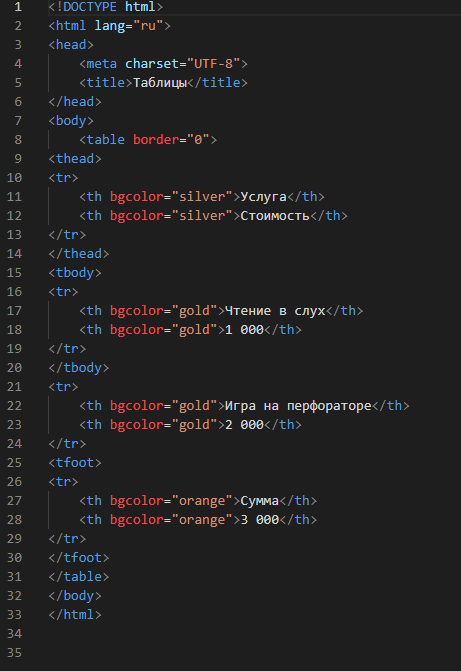 1 <!DOCTYPE html>
2 <html lang="ru">
3 <head>
4     <meta charset="UTF-8">
5     <title>Таблицы</title>
6 </head>
7 <body>
8     <table border="0">
9 <thead>
10 <tr>
11     <th bgcolor="silver">Услуга</th>
12     <th bgcolor="silver">Стоимость</th>
13 </tr>
14 </thead>
15 <tbody>
16 <tr>
17     <th bgcolor="gold">Чтение в слух</th>
18     <th bgcolor="gold">1 000</th>
19 </tr>
20 </tbody>
21 <tr>
22     <th bgcolor="gold">Игра на перфораторе</th>
23     <th bgcolor="gold">2 000</th>
24 </tr>
25 <tfoot>
26 <tr>
27     <th bgcolor="orange">Сумма</th>
28     <th bgcolor="orange">3 000</th>
29 </tr>
30 </tfoot>
31 </table>
32 </body>
33 </html>
34
35